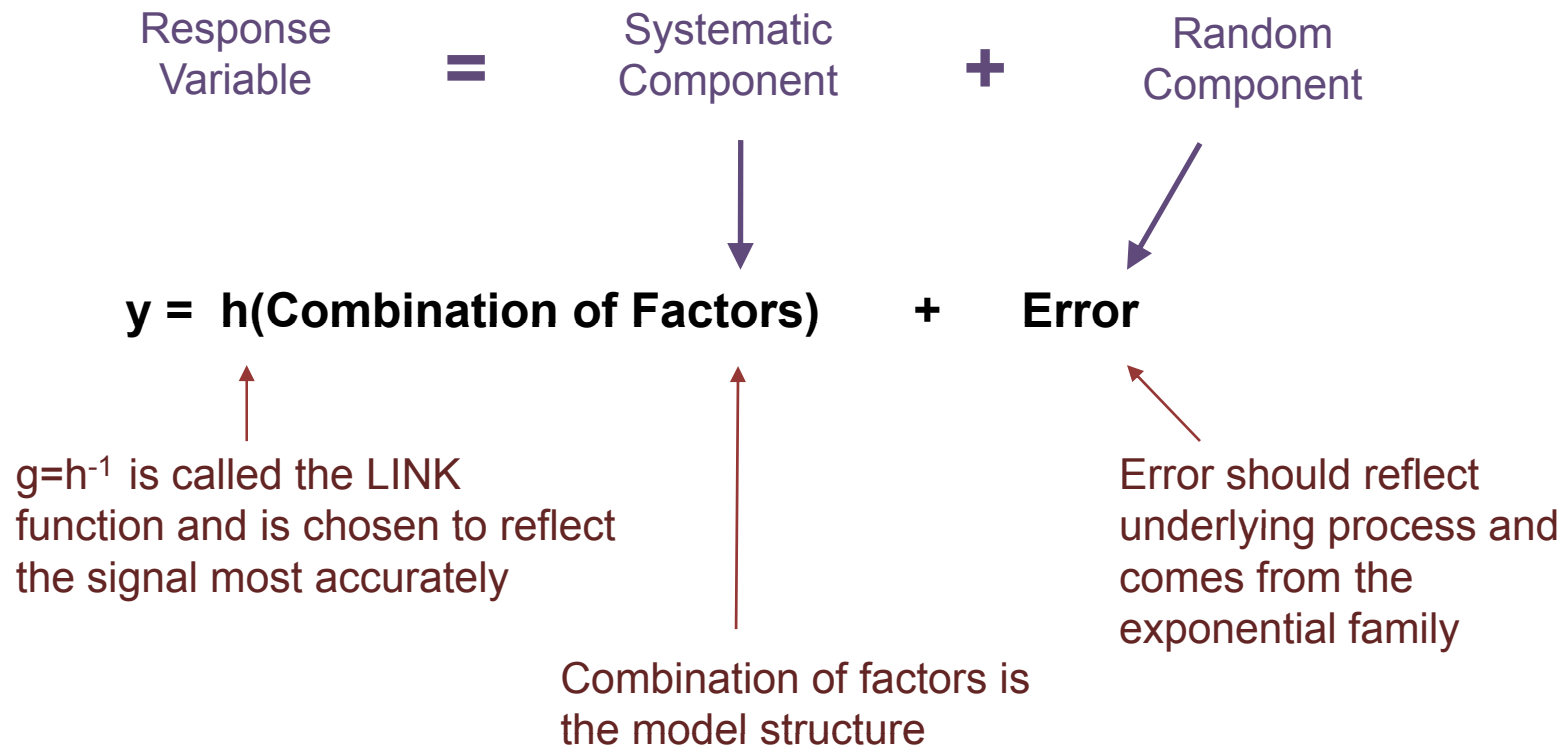 Response
Variable
=
Systematic
Component
+
Random
Component
y = h(Combination of Factors) + Error
g=h⁻¹ is called the LINK
function and is chosen to reflect
the signal most accurately
Combination of factors is
the model structure
Error should reflect
underlying process and
comes from the
exponential family